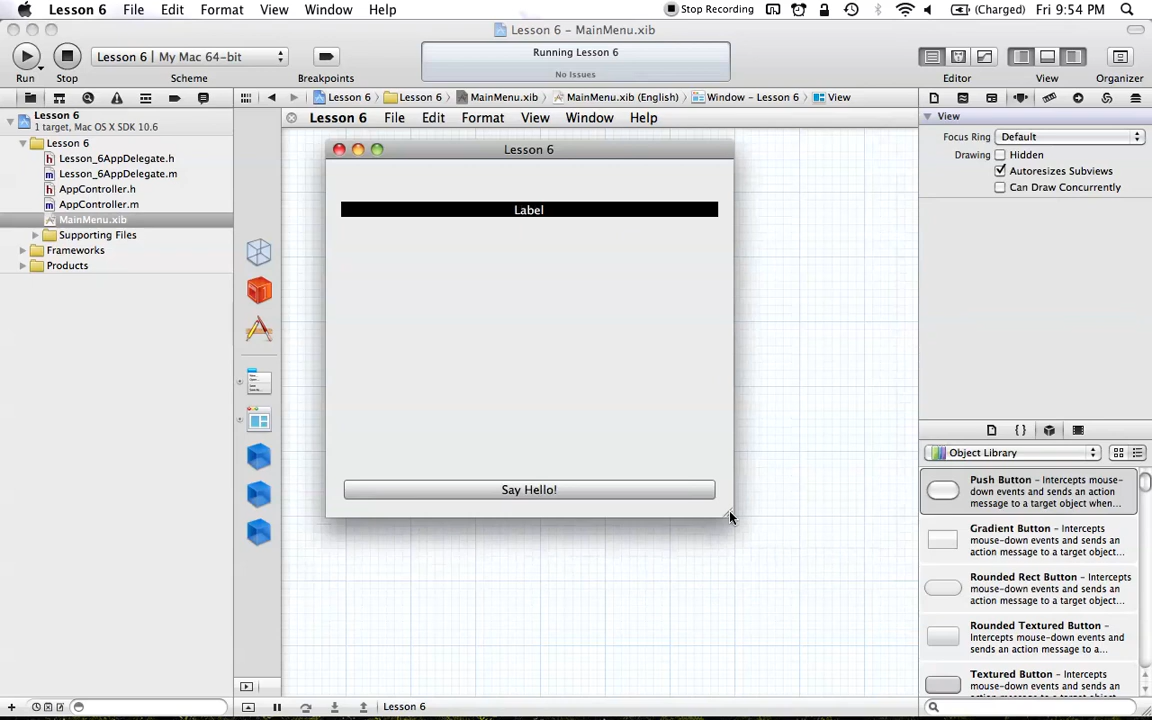 Lesson 6 File Edit Format View Window Help Stop Recording (Charged) Fri 9:54 PM
Lesson 6 – MainMenu.xib
Run Stop Lesson 6 | My Mac 64-bit Scheme Breakpoints
Running Lesson 6
No Issues
Editor View Organizer
Lesson 6 Lesson 6 MainMenu.xib MainMenu.xib (English) Window – Lesson 6 View
Lesson 6
1 target, Mac OS X SDK 10.6
Lesson 6
Lesson_6AppDelegate.h
Lesson_6AppDelegate.m
AppController.h
AppController.m
MainMenu.xib
Supporting Files
Frameworks
Products
Lesson 6 File Edit Format View Window Help
Lesson 6
Label
Say Hello!
View
Focus Ring Default
Drawing Hidden
Autoresizes Subviews
Can Draw Concurrently
Object Library
Push Button – Intercepts mouse-
down events and sends an action
message to a target object when...
Gradient Button – Intercepts
mouse-down events and sends an
action message to a target object...
Rounded Rect Button – Intercepts
mouse-down events and sends an
action message to a target object...
Rounded Textured Button –
Intercepts mouse-down events and
sends an action message to a...
Textured Button – Intercepts
mouse-down events and sends an
action message to a target object...
Lesson 6